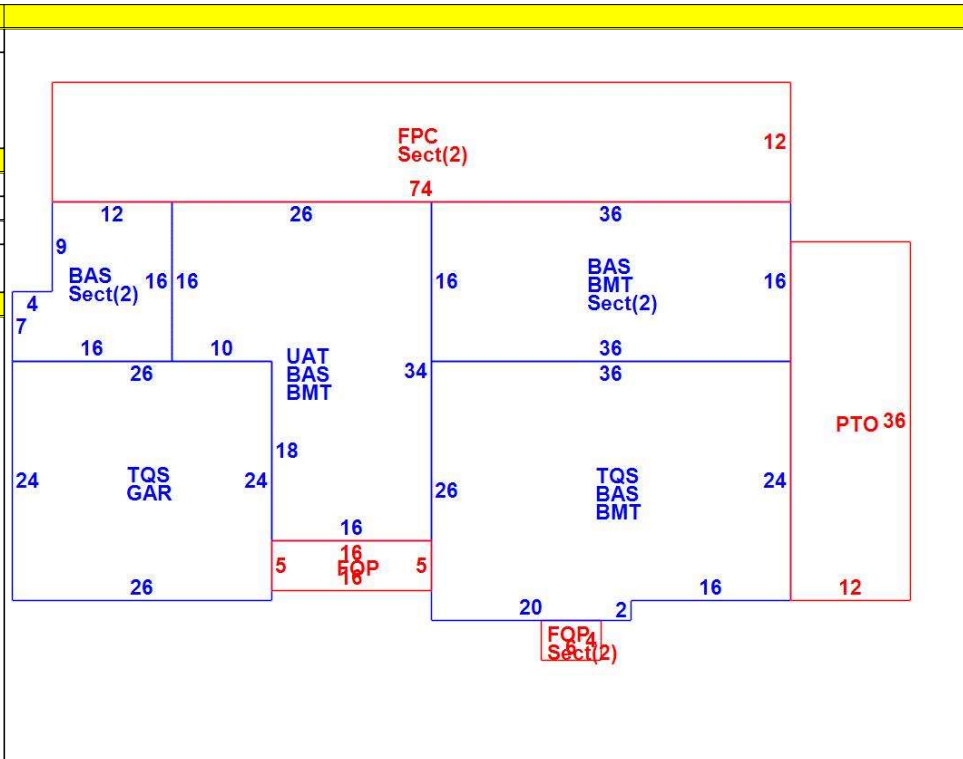 FPC
Sect(2)
12
74
12
26
36
9
BAS
Sect(2)
16
16
16
BAS
BMT
Sect(2)
16
4
7
16
10
36
26
36
UAT
BAS
BMT
34
PTO
36
18
24
TQS
GAR
24
26
TQS
BAS
BMT
24
16
16
5
FOP
5
16
26
16
12
20
2
FOP
4
6
Sect(2)